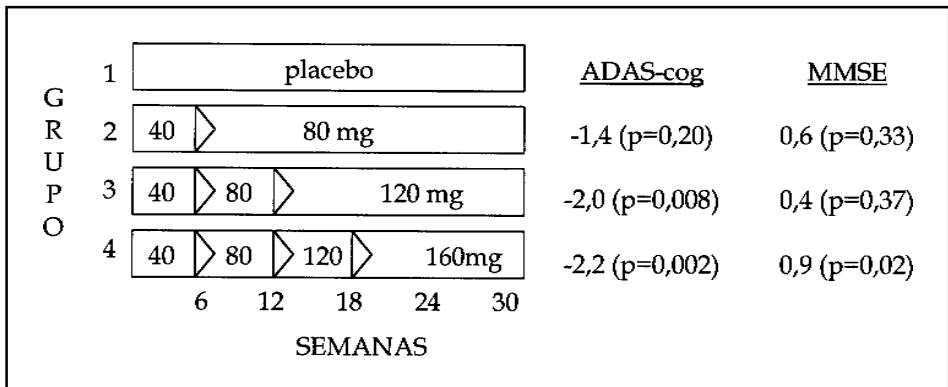 GRUPO
1 placebo ADAS-cog MMSE
2 40 80 mg -1,4 (p=0,20) 0,6 (p=0,33)
3 40 80 120 mg -2,0 (p=0,008) 0,4 (p=0,37)
4 40 80 120 160mg -2,2 (p=0,002) 0,9 (p=0,02)
6 12 18 24 30
SEMANAS